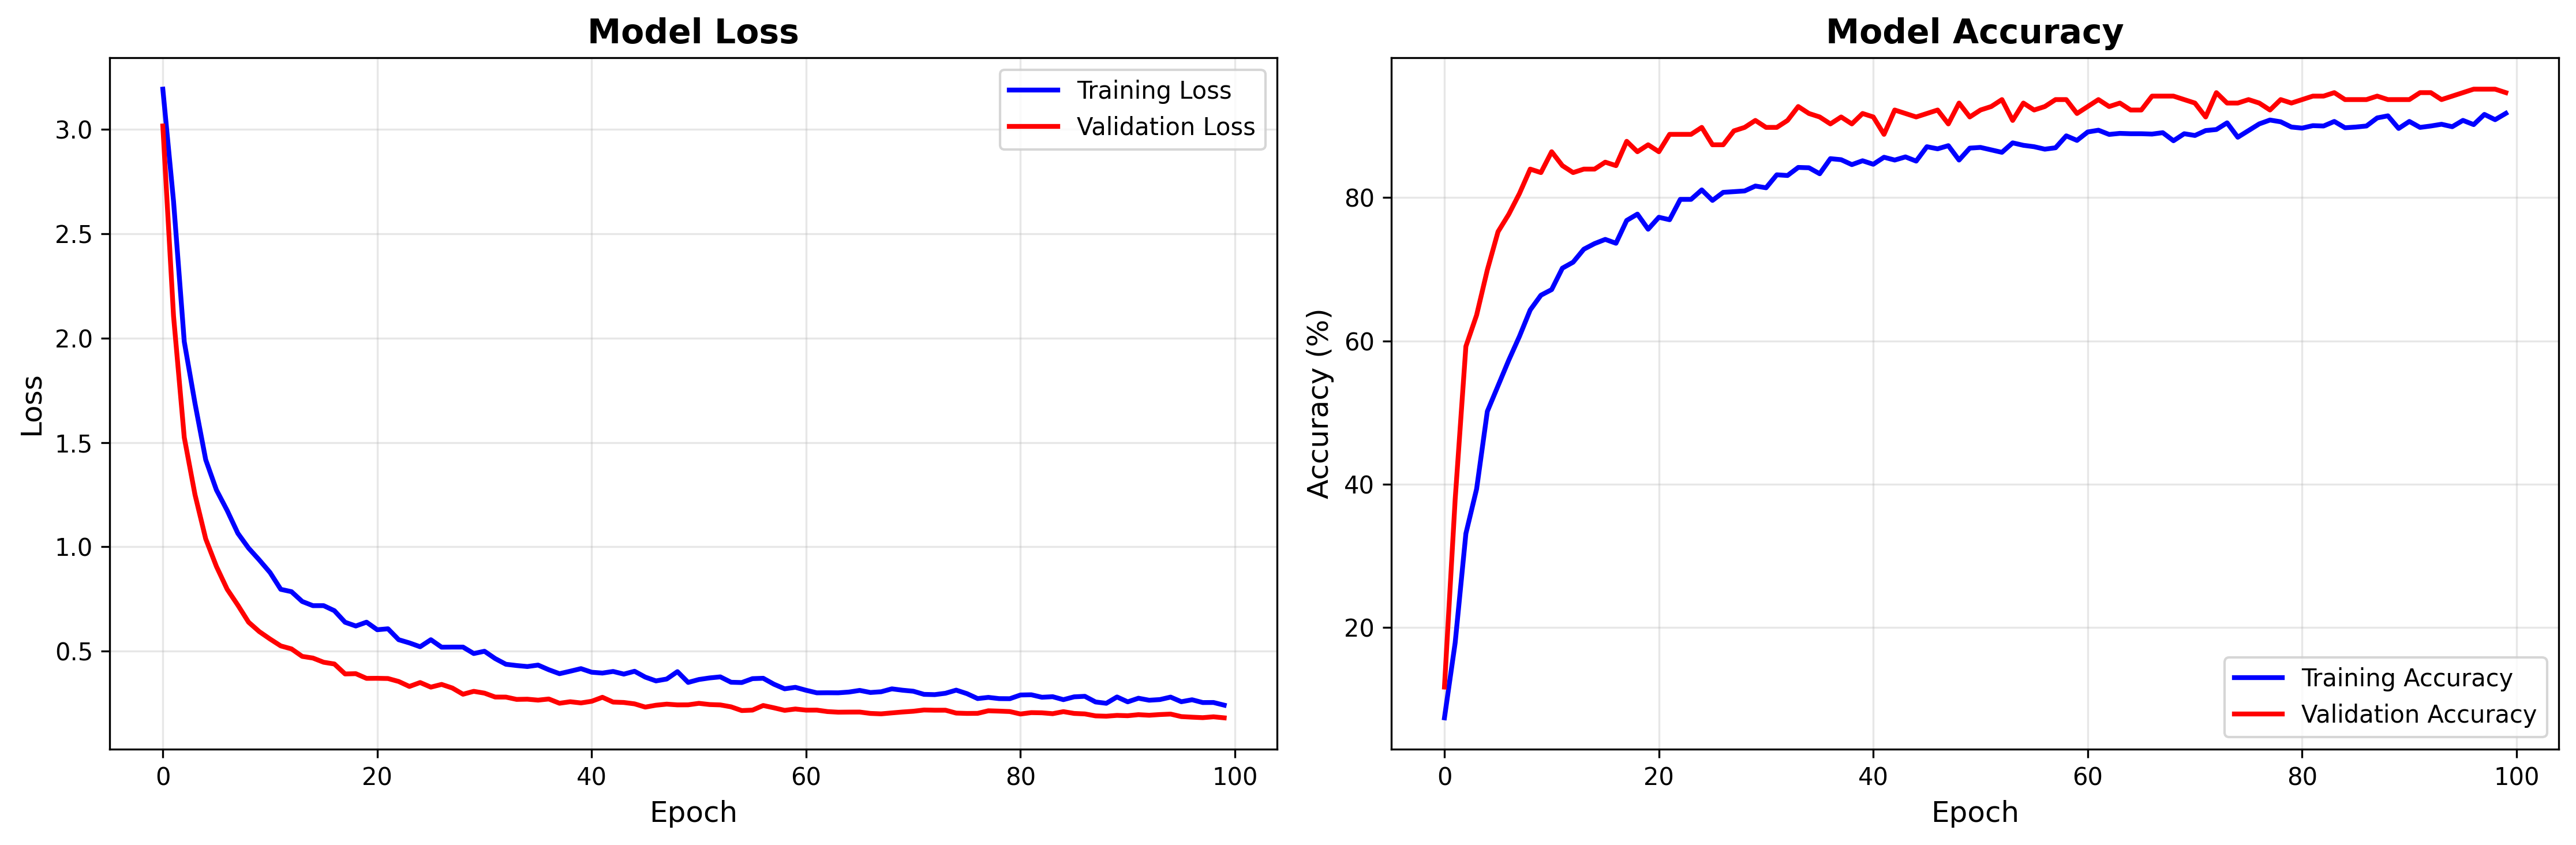 Model Loss
3.0
2.5
2.0
1.5
1.0
0.5
Loss
0 20 40 60 80 100
Epoch
Training Loss
Validation Loss
Model Accuracy
80
60
40
20
Accuracy (%)
0 20 40 60 80 100
Epoch
Training Accuracy
Validation Accuracy